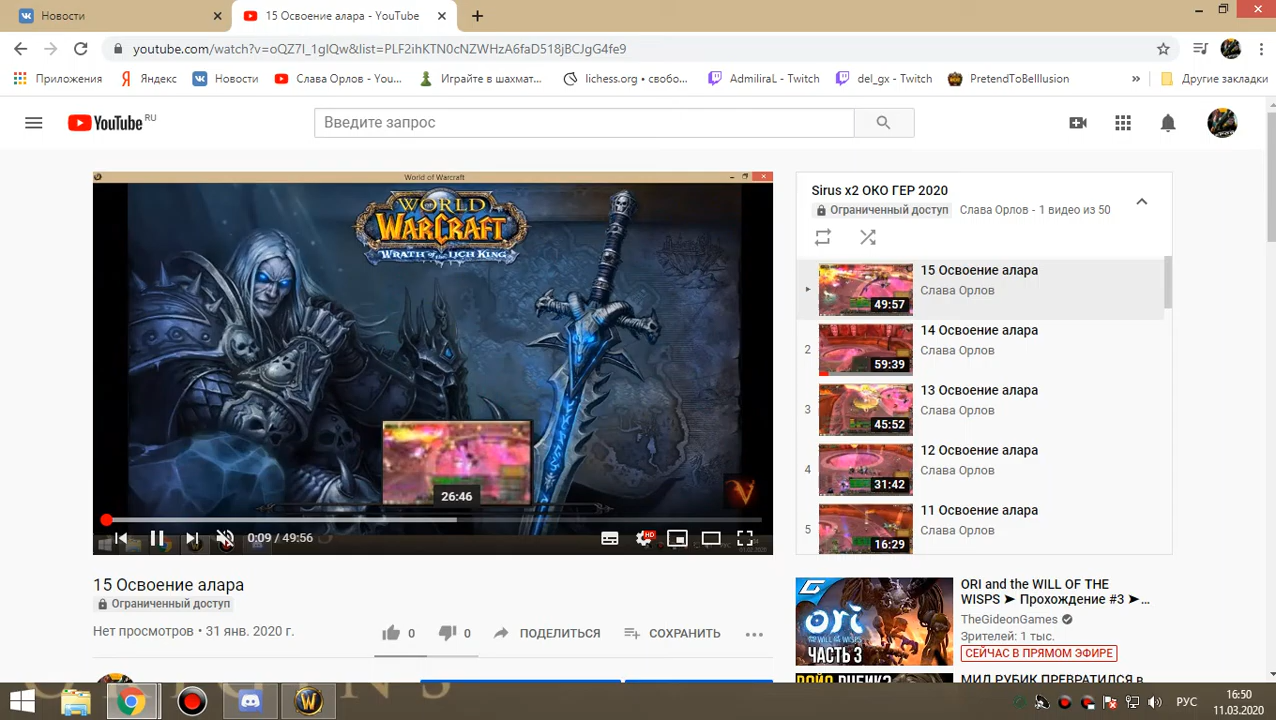 Новости
15 Освоение алара - YouTube
youtube.com/watch?v=oQZ7l_1glQw&list=PLF2ihKTN0cNZWHzA6faD518jBCJgG4fe9
Приложения
Яндекс
Новости
Слава Орлов - You...
Играйте в шахмат...
lichess.org • свобо...
AdmiralL - Twitch
del_gx - Twitch
PretendToBeIllusion
»
Другие закладки
YouTube RU
Введите запрос
World of Warcraft
WORLD
OF
WARCRAFT
WRATH OF THE LICH KING
26:46
0:09 / 49:56
HD
15 Освоение алара
Ограниченный доступ
Нет просмотров • 31 янв. 2020 г.
0
0
ПОДЕЛИТЬСЯ
СОХРАНИТЬ
Sirus x2 ОКО ГЕР 2020
Ограниченный доступ
Слава Орлов - 1 видео из 50
15 Освоение алара
Слава Орлов
49:57
2
14 Освоение алара
Слава Орлов
59:39
3
13 Освоение алара
Слава Орлов
45:52
4
12 Освоение алара
Слава Орлов
31:42
5
11 Освоение алара
Слава Орлов
16:29
ori
ЧАСТЬ 3
ORI and the WILL OF THE
WISPS ➤ Прохождение #3 ➤...
TheGideonGames
Зрителей: 1 тыс.
СЕЙЧАС В ПРЯМОМ ЭФИРЕ
МИЛ РУБИК ПРЕВРАТИЛСЯ в
РУС
16:50
11.03.2020